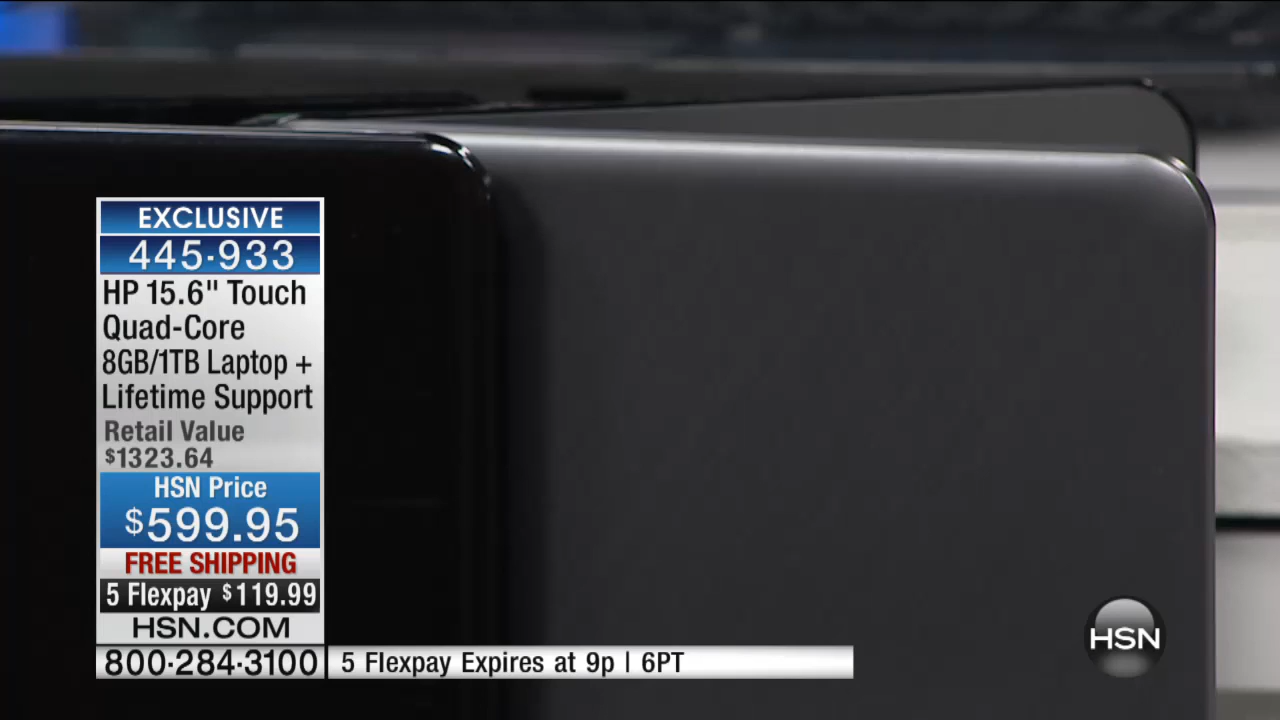 EXCLUSIVE
445-933
HP 15.6" Touch
Quad-Core
8GB/1TB Laptop +
Lifetime Support
Retail Value
$1323.64
HSN Price
$599.95
FREE SHIPPING
5 Flexpay $119.99
HSN.COM
800-284-3100
5 Flexpay Expires at 9p | 6PT
HSN